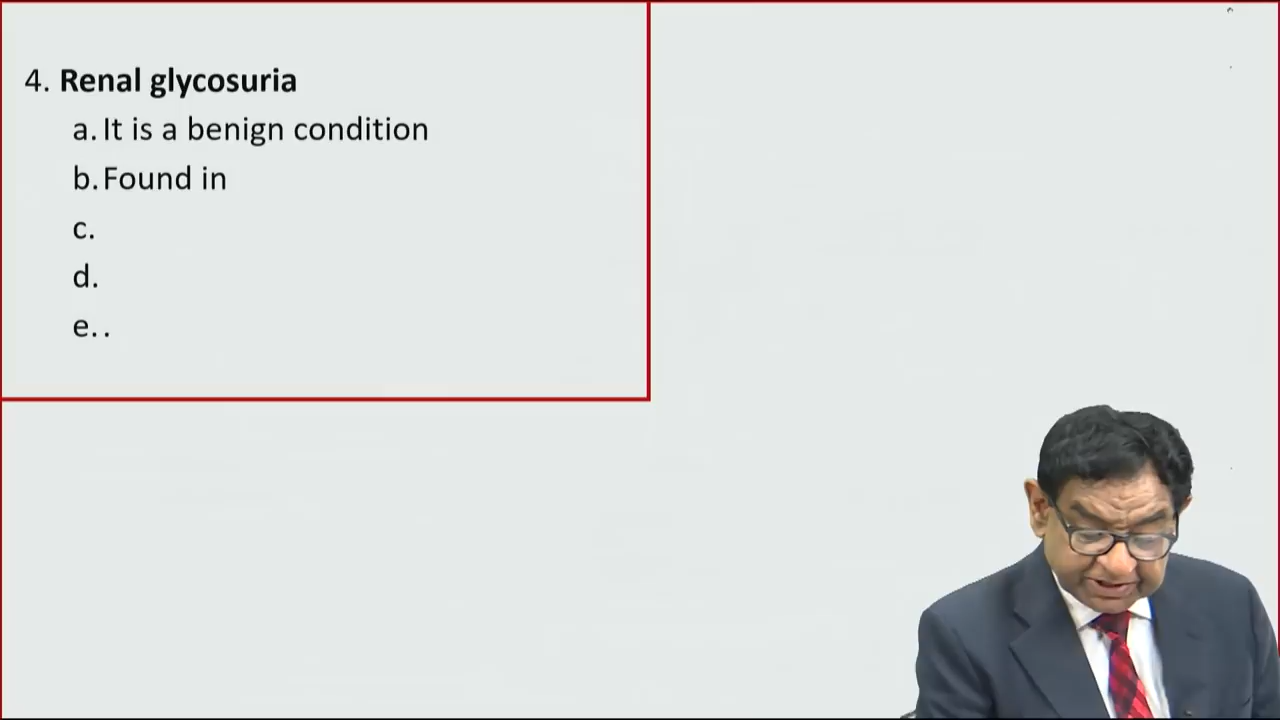 4. Renal glycosuria
a. It is a benign condition
b. Found in
c.
d.
e. .